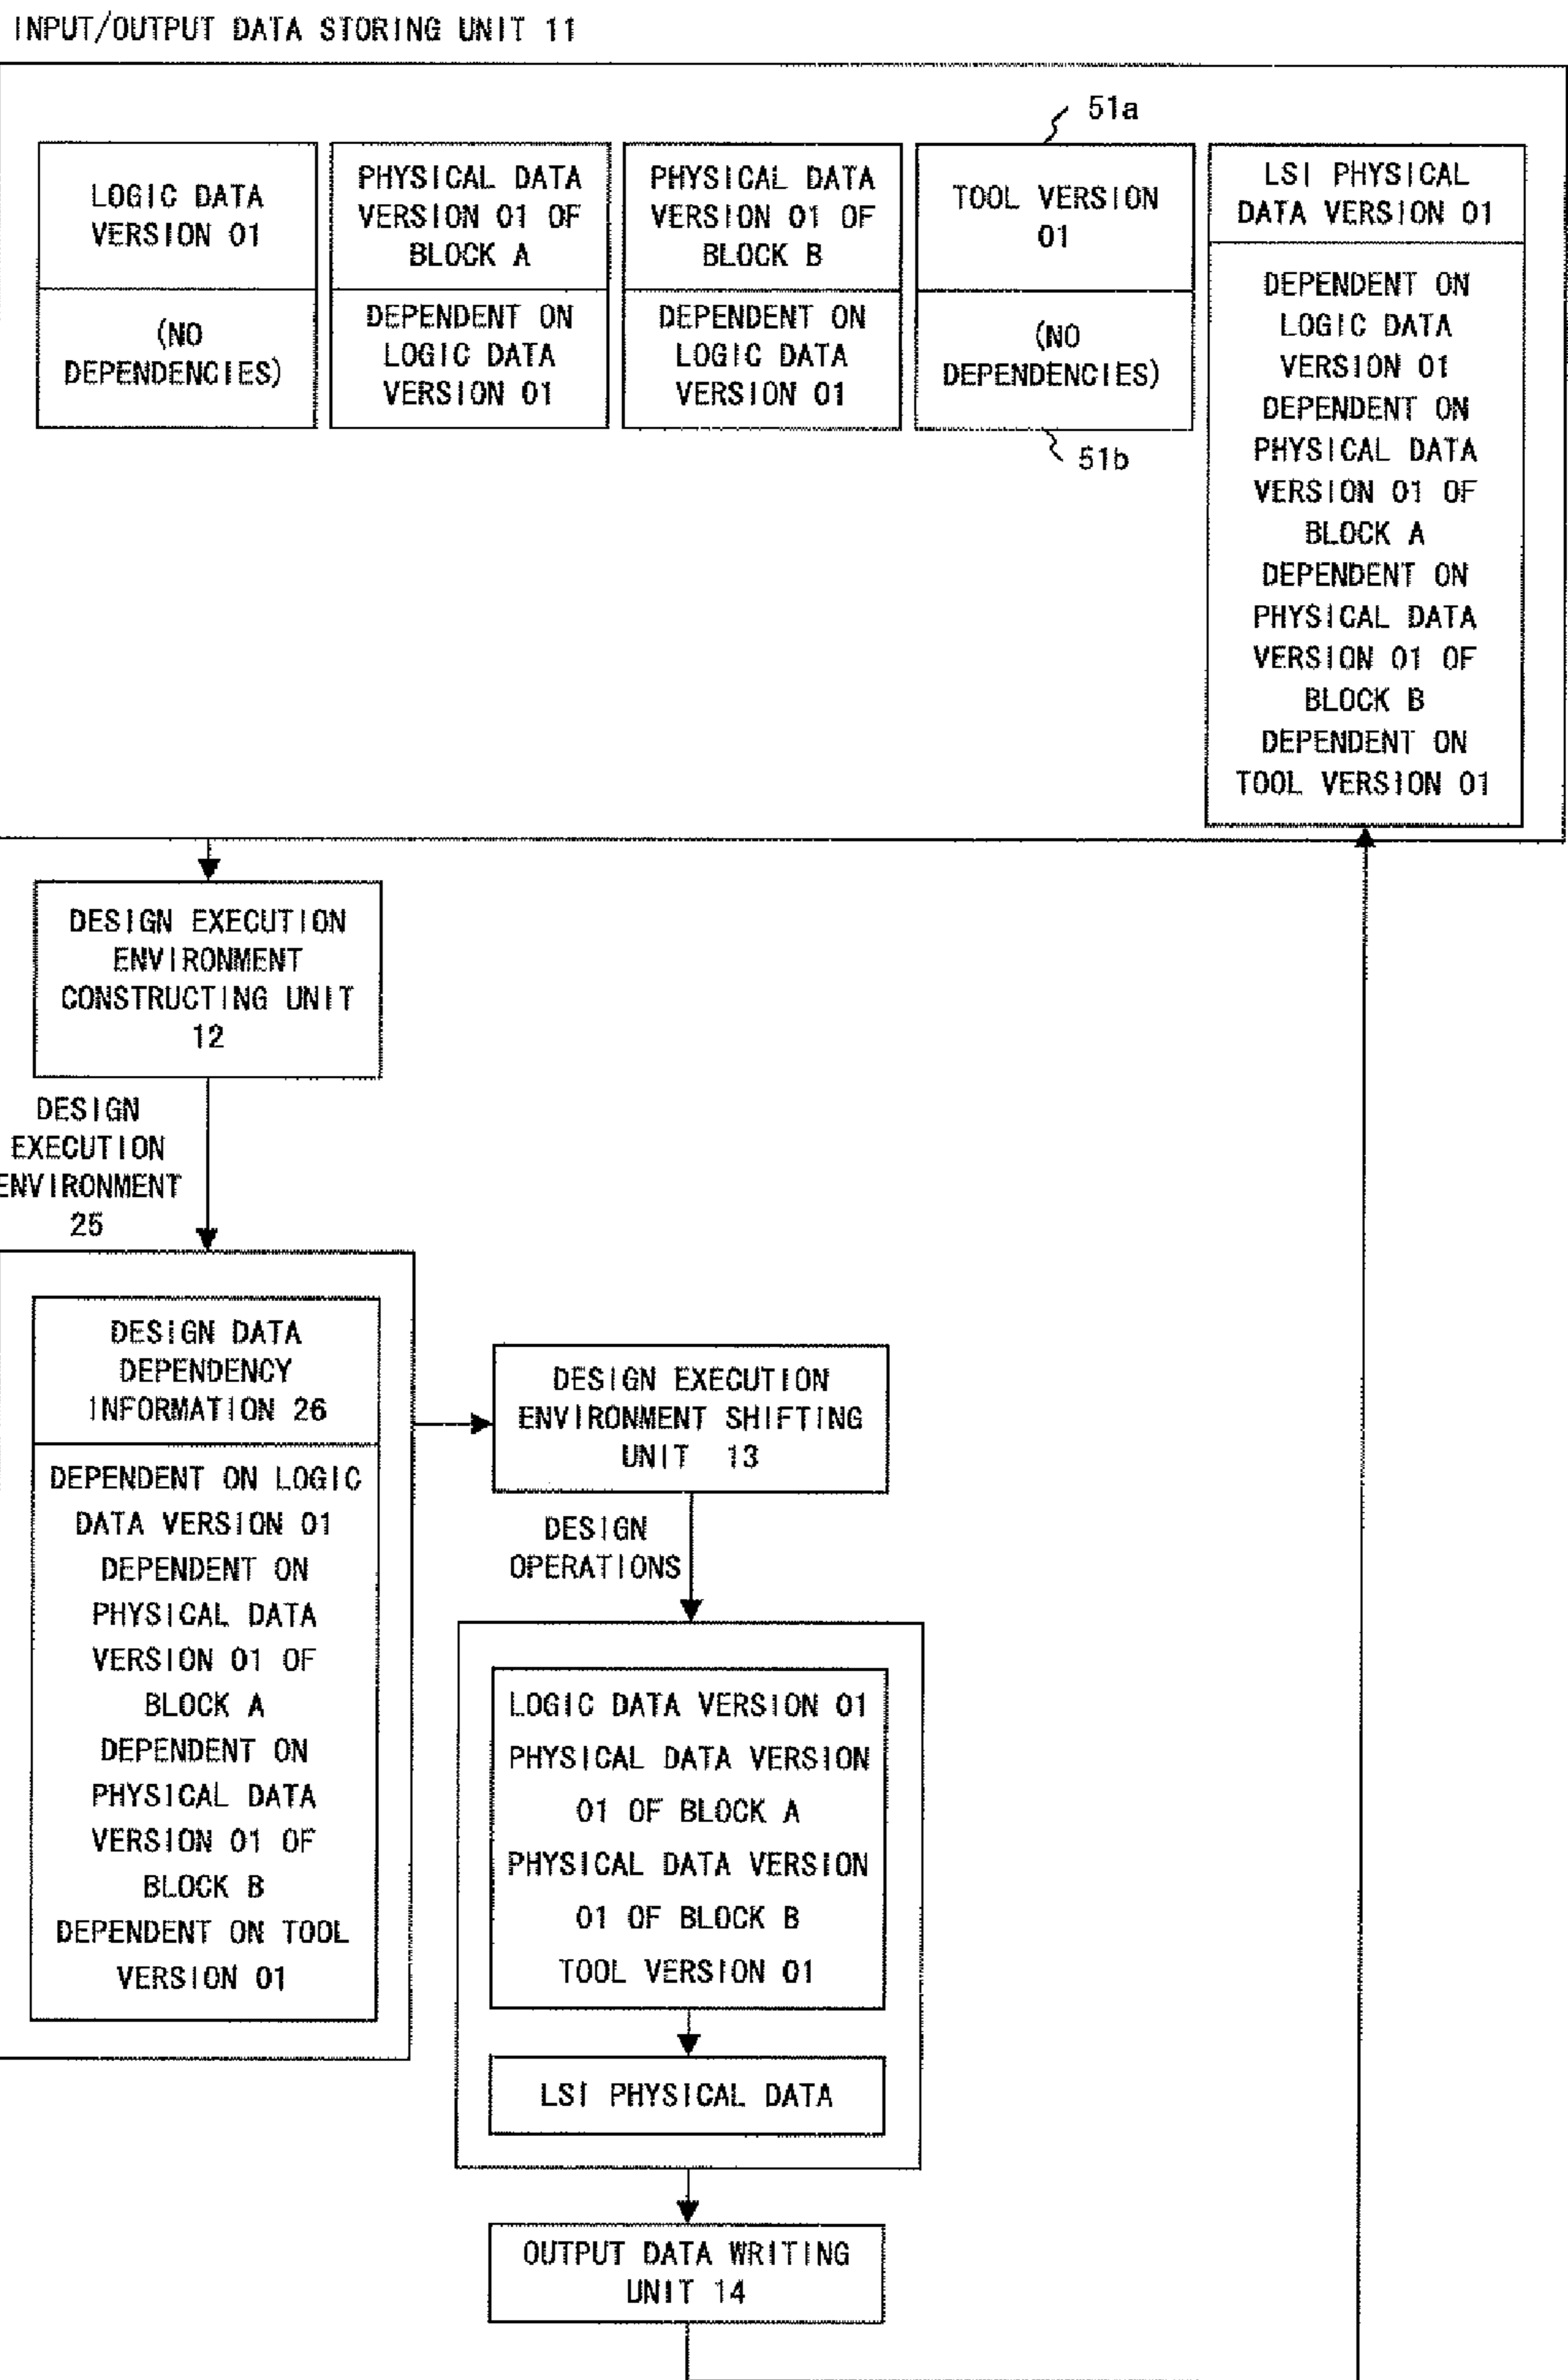 INPUT/OUTPUT DATA STORING UNIT 11
51a
LOGIC DATA
VERSION 01
(NO
DEPENDENCIES)
PHYSICAL DATA
VERSION 01 OF
BLOCK A
DEPENDENT ON
LOGIC DATA
VERSION 01
PHYSICAL DATA
VERSION 01 OF
BLOCK B
DEPENDENT ON
LOGIC DATA
VERSION 01
TOOL VERSION
01
(NO
DEPENDENCIES)
51b
LSI PHYSICAL
DATA VERSION 01
DEPENDENT ON
LOGIC DATA
VERSION 01
DEPENDENT ON
PHYSICAL DATA
VERSION 01 OF
BLOCK A
DEPENDENT ON
PHYSICAL DATA
VERSION 01 OF
BLOCK B
DEPENDENT ON
TOOL VERSION 01
DESIGN EXECUTION
ENVIRONMENT
CONSTRUCTING UNIT
12
DESIGN
EXECUTION
ENVIRONMENT
25
DESIGN DATA
DEPENDENCY
INFORMATION 26
DEPENDENT ON LOGIC
DATA VERSION 01
DEPENDENT ON
PHYSICAL DATA
VERSION 01 OF
BLOCK A
DEPENDENT ON
PHYSICAL DATA
VERSION 01 OF
BLOCK B
DEPENDENT ON TOOL
VERSION 01
DESIGN EXECUTION
ENVIRONMENT SHIFTING
UNIT 13
DESIGN
OPERATIONS
LOGIC DATA VERSION 01
PHYSICAL DATA VERSION
01 OF BLOCK A
PHYSICAL DATA VERSION
01 OF BLOCK B
TOOL VERSION 01
LSI PHYSICAL DATA
OUTPUT DATA WRITING
UNIT 14